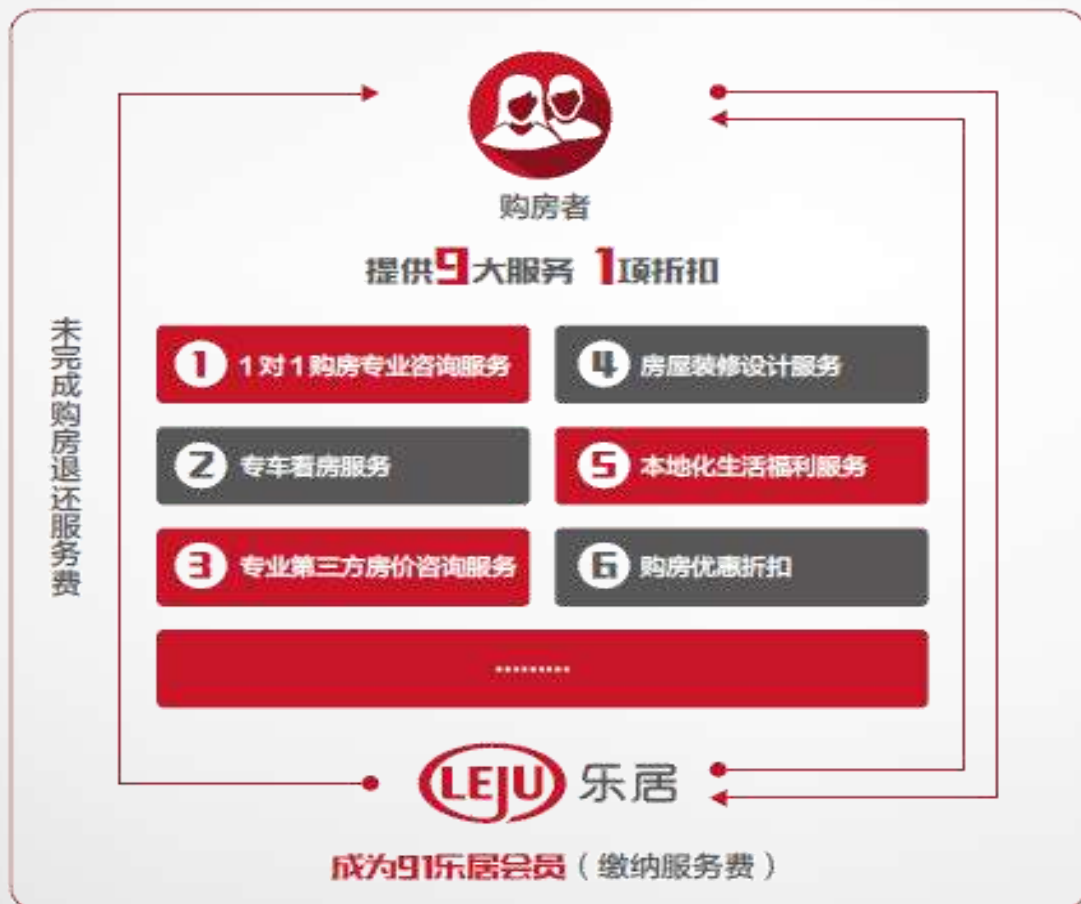 购房者
提供9大服务 1项折扣
未完成购房退还服务费
1 1对1购房专业咨询服务
2 专车看房服务
3 专业第三方房价咨询服务
4 房屋装修设计服务
5 本地化生活福利服务
6 购房优惠折扣
.........
LEJU 乐居
成为91乐居会员（缴纳服务费）